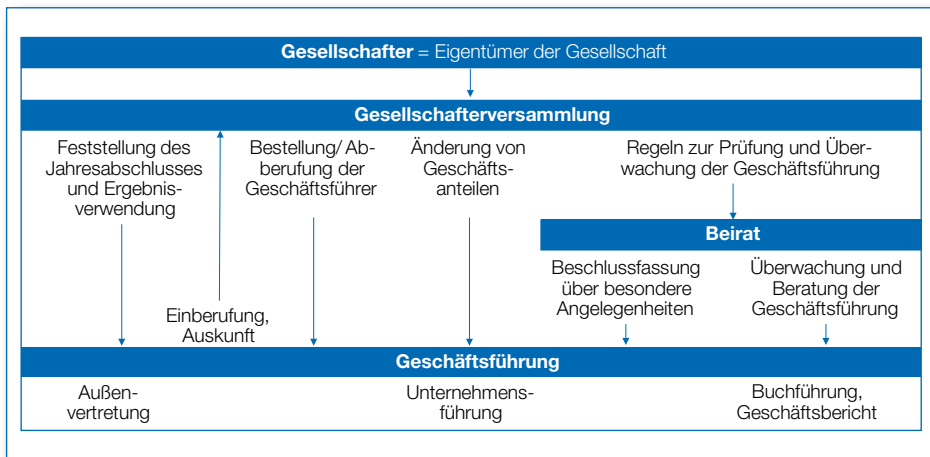 Gesellschafter = Eigentümer der Gesellschaft
Gesellschafterversammlung
Feststellung des
Jahresabschlusses
und Ergebnis-
verwendung
Bestellung/Ab-
berufung der
Geschäftsführer
Änderung von
Geschäfts-
anteilen
Regeln zur Prüfung und Über-
wachung der Geschäftsführung
Beirat
Beschlussfassung
über besondere
Angelegenheiten
Überwachung und
Beratung der
Geschäftsführung
Einberufung,
Auskunft
Geschäftsführung
Außen-
vertretung
Unternehmens-
führung
Buchführung,
Geschäftsbericht